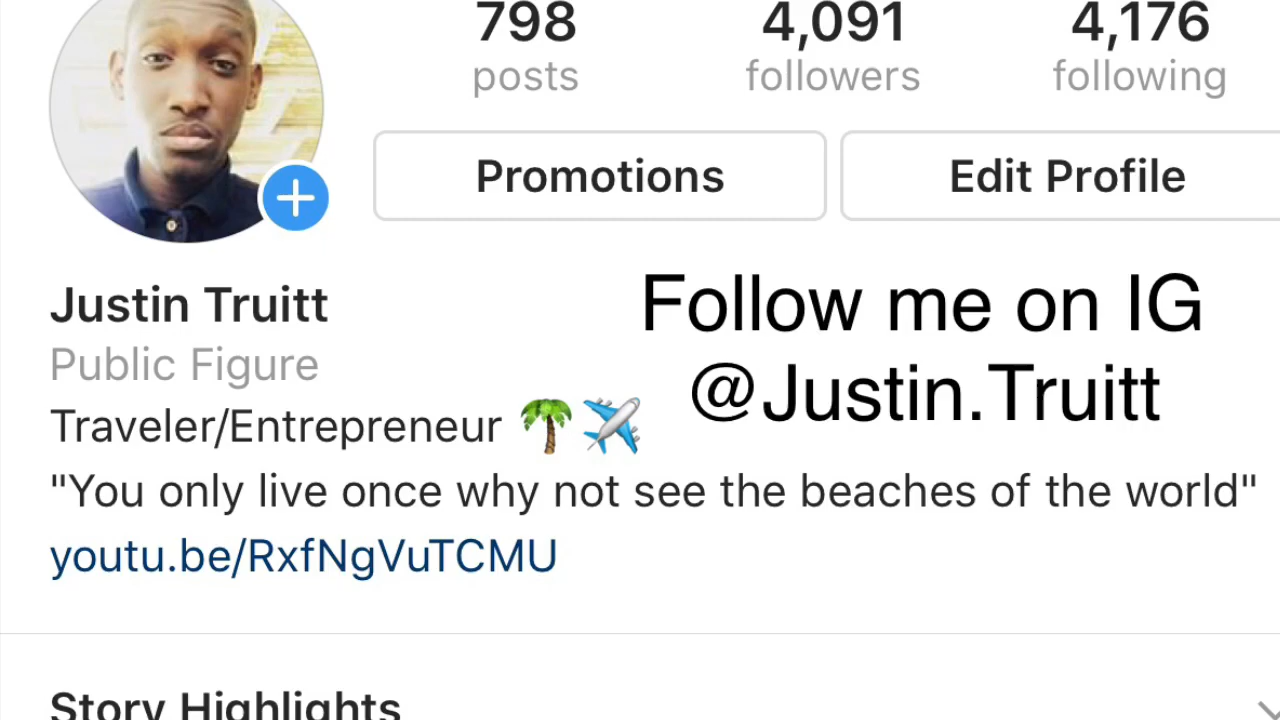 798 4,091 4,176
posts followers following
Promotions Edit Profile
Justin Truitt
Public Figure
Traveler/Entrepreneur 🌴✈️
"You only live once why not see the beaches of the world"
youtu.be/RxfNgVuTCMU
Follow me on IG
@Justin.Truitt
Story Highlights